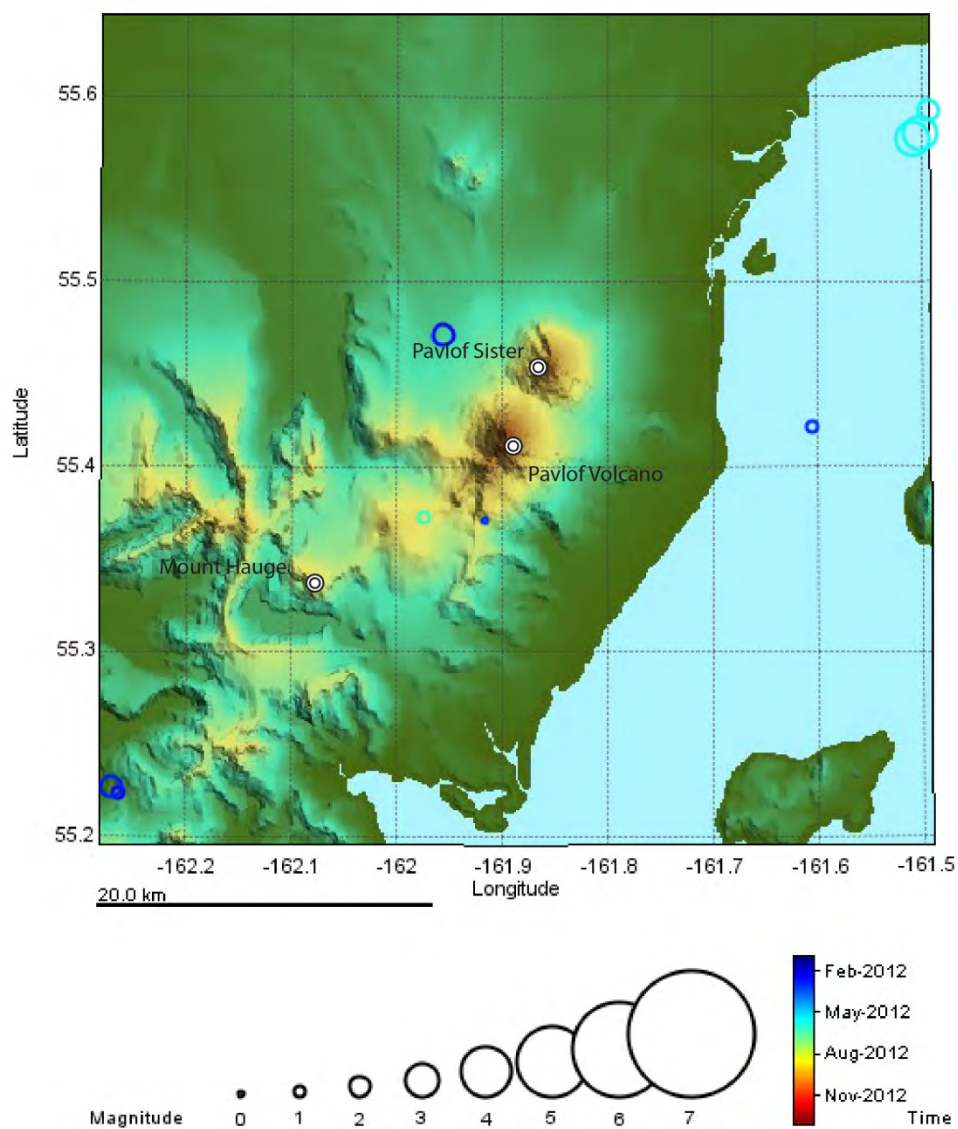 55.6
55.5
Pavlof Sister
Latitude
55.4
Pavlof Volcano
Mount Hauge
55.3
55.2
-162.2 -162.1 -162 -161.9 -161.8 -161.7 -161.6 -161.5
20.0 km Longitude
Feb-2012
May-2012
Aug-2012
Nov-2012
Magnitude 0 1 2 3 4 5 6 7 Time